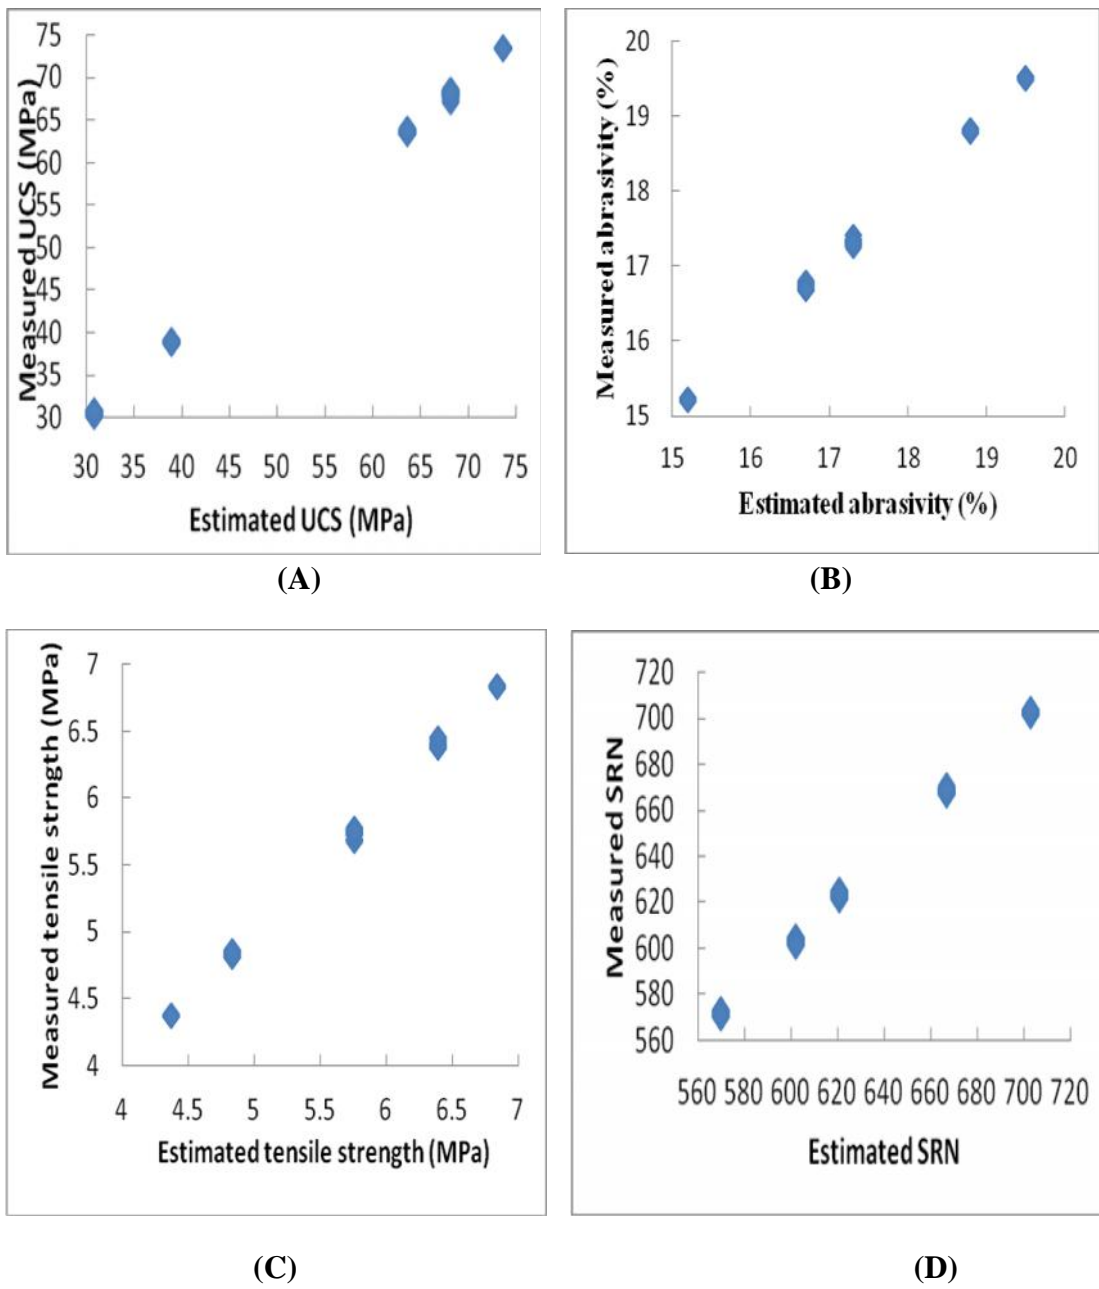 Measured UCS (MPa)
75
70
65
60
55
50
45
40
35
30
30 35 40 45 50 55 60 65 70 75
Estimated UCS (MPa)
(A)
Measured abrasivity (%)
20
19
18
17
16
15
15 16 17 18 19 20
Estimated abrasivity (%)
(B)
Measured tensile strngth (MPa)
7
6.5
6
5.5
5
4.5
4
4 4.5 5 5.5 6 6.5 7
Estimated tensile strength (MPa)
(C)
Measured SRN
720
700
680
660
640
620
600
580
560
560 580 600 620 640 660 680 700 720
Estimated SRN
(D)